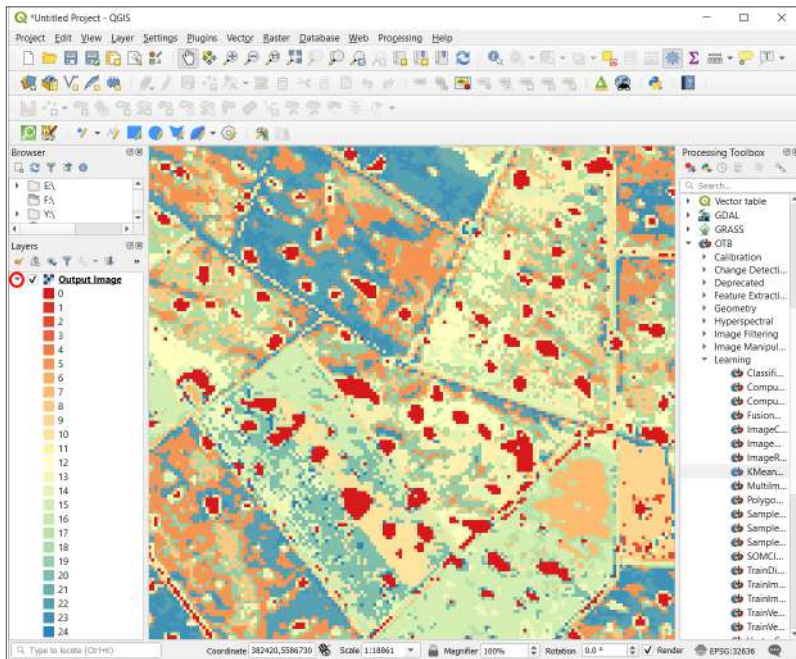 *Untitled Project - QGIS
Project Edit View Layer Settings Plugins Vector Raster Database Web Processing Help
Browser
E:\
F:\
Y:\
Layers
Output Image
0
1
2
3
4
5
6
7
8
9
10
11
12
13
14
15
16
17
18
19
20
21
22
23
24
Processing Toolbox
Search...
Vector table
GDAL
GRASS
OTB
Calibration
Change Detecti...
Deprecated
Feature Extracti...
Geometry
Hyperspectral
Image Filtering
Image Manipul...
Learning
Classifi...
Compu...
Compu...
Fusion...
ImageC...
Image...
ImageR...
KMean...
MultiIm...
Polygo...
Sample...
Sample...
Sample...
SOMCl...
TrainDi...
TrainIm...
TrainIm...
TrainVe...
TrainVe...
Type to locate (Ctrl+K)
Coordinate 382420,5586730 Scale 1:18861 Magnifier 100% Rotation 0.0 ° Render EPSG:32636